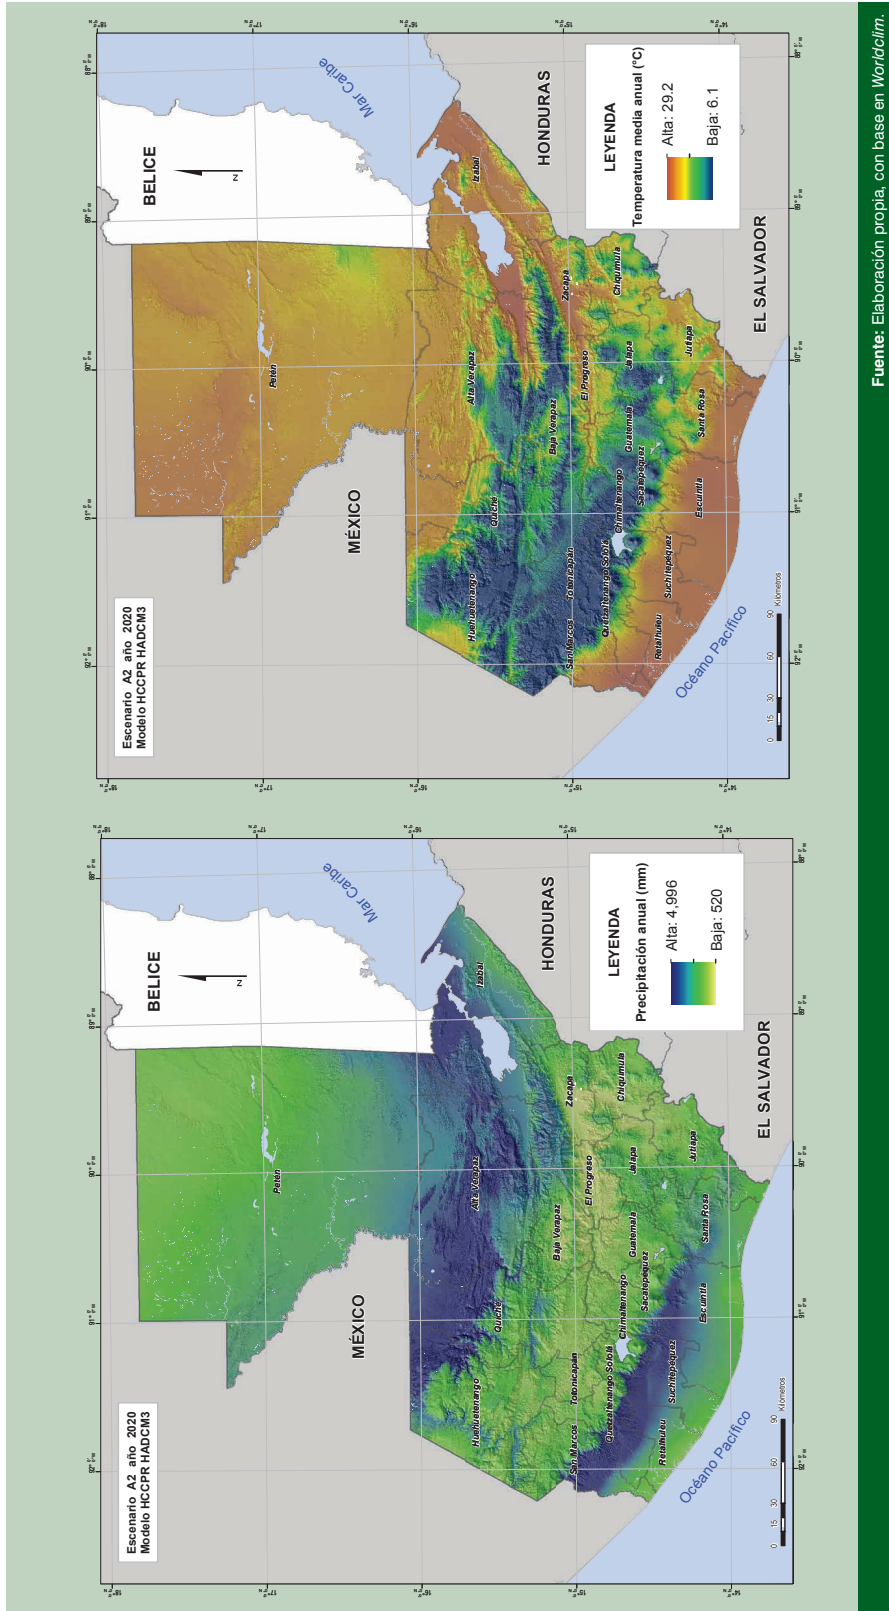 Escenario A2 año 2020
Modelo HCCPR HADCM3
MÉXICO
BELICE
Mar Caribe
HONDURAS
EL SALVADOR
Océano Pacífico
Petén
Huehuetenango
Quiché
Alta Verapaz
Izabal
Baja Verapaz
Zacapa
El Progreso
San Marcos
Totonicapán
Quetzaltenango
Sololá
Chimaltenango
Guatemala
Sacatepéquez
Jalapa
Chiquimula
Retalhuleu
Suchitepéquez
Escuintla
Santa Rosa
Jutiapa
N
LEYENDA
Precipitación anual (mm)
Alta: 4,996
Baja: 520
0 15 30 60 90
Kilómetros
Escenario A2 año 2020
Modelo HCCPR HADCM3
MÉXICO
BELICE
Mar Caribe
HONDURAS
EL SALVADOR
Océano Pacífico
Petén
Huehuetenango
Quiché
Alta Verapaz
Izabal
Baja Verapaz
Zacapa
El Progreso
San Marcos
Totonicapán
Quetzaltenango
Sololá
Chimaltenango
Guatemala
Sacatepéquez
Jalapa
Chiquimula
Retalhuleu
Suchitepéquez
Escuintla
Santa Rosa
Jutiapa
N
LEYENDA
Temperatura media anual (°C)
Alta: 29.2
Baja: 6.1
0 15 30 60 90
Kilómetros
Fuente: Elaboración propia, con base en Worldclim.